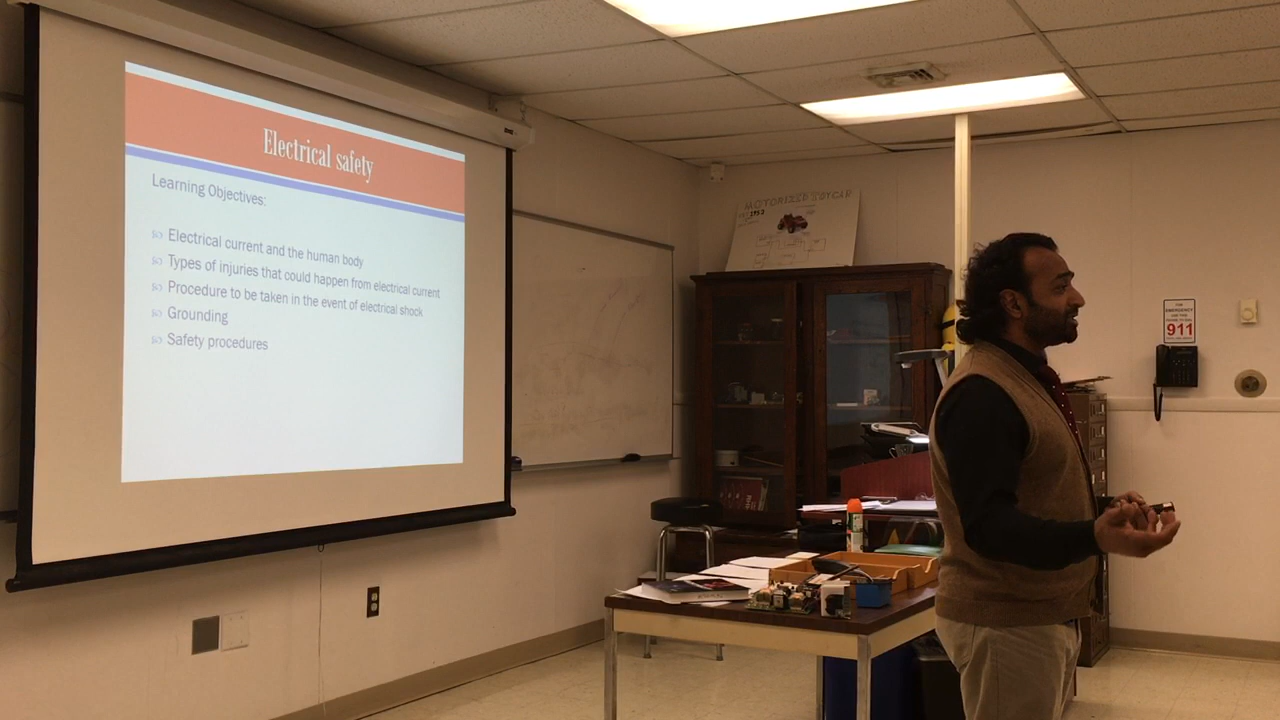 Electrical safety
Learning Objectives:
Electrical current and the human body
Types of injuries that could happen from electrical current
Procedure to be taken in the event of electrical shock
Grounding
Safety procedures
MOTORIZED TOY CAR
EMERGENCY
911